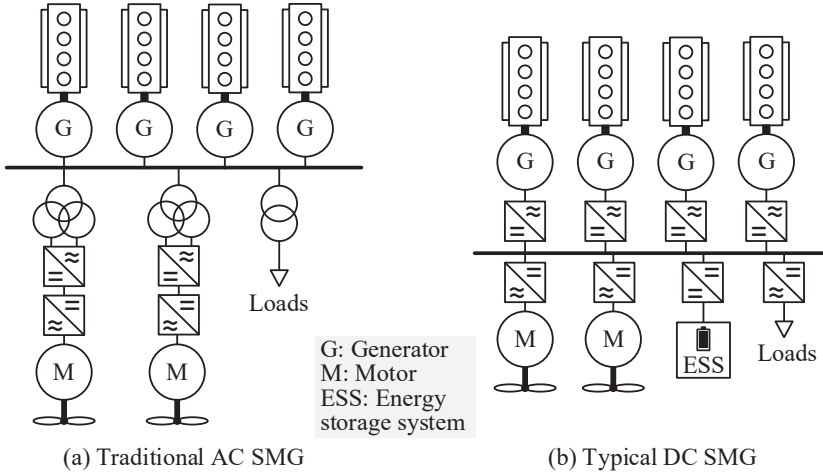 G G G G
G G G G
Loads
M M
M M
ESS
Loads
G: Generator
M: Motor
ESS: Energy
storage system
(a) Traditional AC SMG
(b) Typical DC SMG